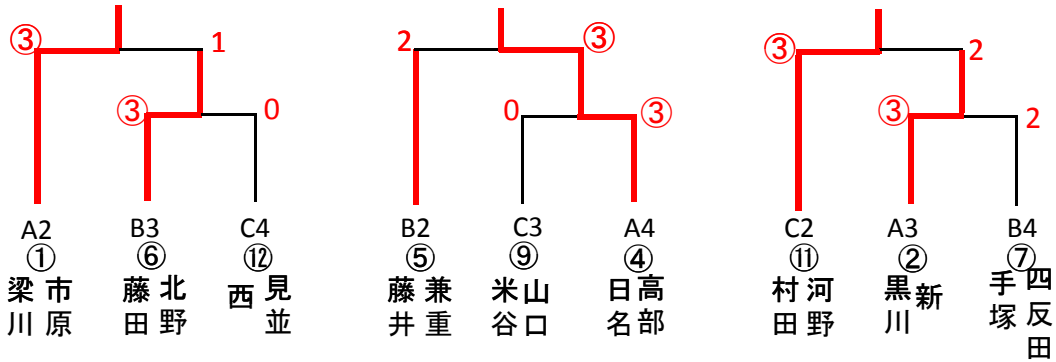 ③ 1 2 ③ ③ 2
③ 0 0 ③ ③ 2
A2 B3 C4 B2 C3 A4 C2 A3 B4
① ⑥ ⑫ ⑤ ⑨ ④ ⑪ ② ⑦
市原
梁川
北野
藤田
見並
西
兼重
藤井
山口
米谷
高部
日名
河野
村田
新
黒川
四反田
手塚